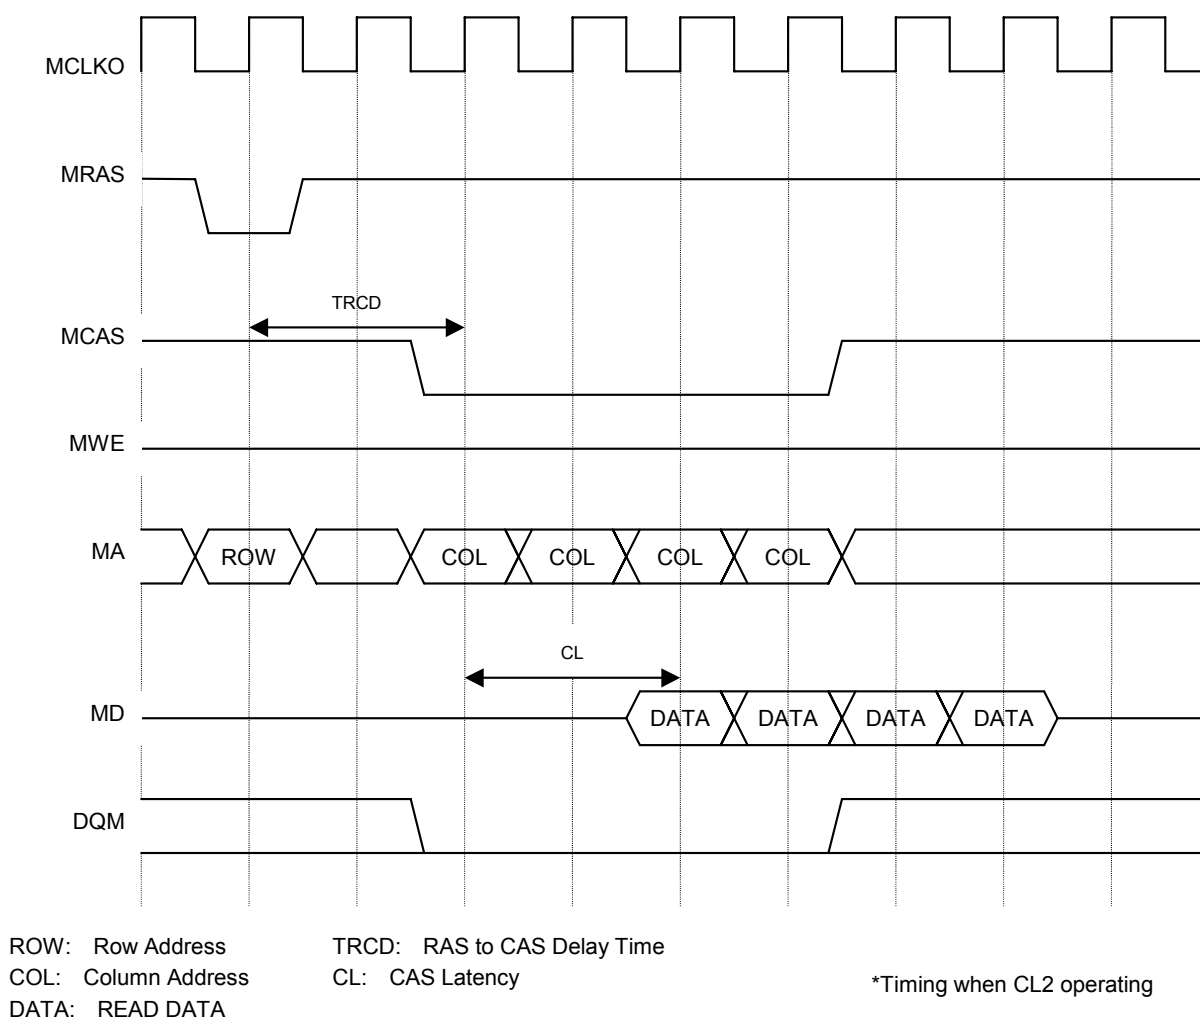 MCLKO
MRAS
TRCD
MCAS
MWE
MA ROW COL COL COL COL
CL
MD DATA DATA DATA DATA
DQM
ROW: Row Address TRCD: RAS to CAS Delay Time
COL: Column Address CL: CAS Latency
*Timing when CL2 operating
DATA: READ DATA